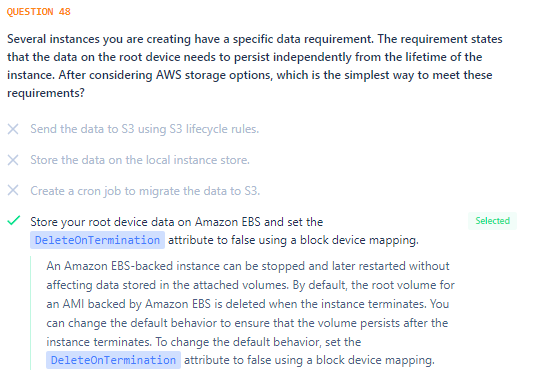 QUESTION 48
Several instances you are creating have a specific data requirement. The requirement states
that the data on the root device needs to persist independently from the lifetime of the
instance. After considering AWS storage options, which is the simplest way to meet these
requirements?
Send the data to S3 using S3 lifecycle rules.
Store the data on the local instance store.
Create a cron job to migrate the data to S3.
Store your root device data on Amazon EBS and set the
DeleteOnTermination attribute to false using a block device mapping.
Selected
An Amazon EBS-backed instance can be stopped and later restarted without
affecting data stored in the attached volumes. By default, the root volume for
an AMI backed by Amazon EBS is deleted when the instance terminates. You
can change the default behavior to ensure that the volume persists after the
instance terminates. To change the default behavior, set the
DeleteOnTermination attribute to false using a block device mapping.